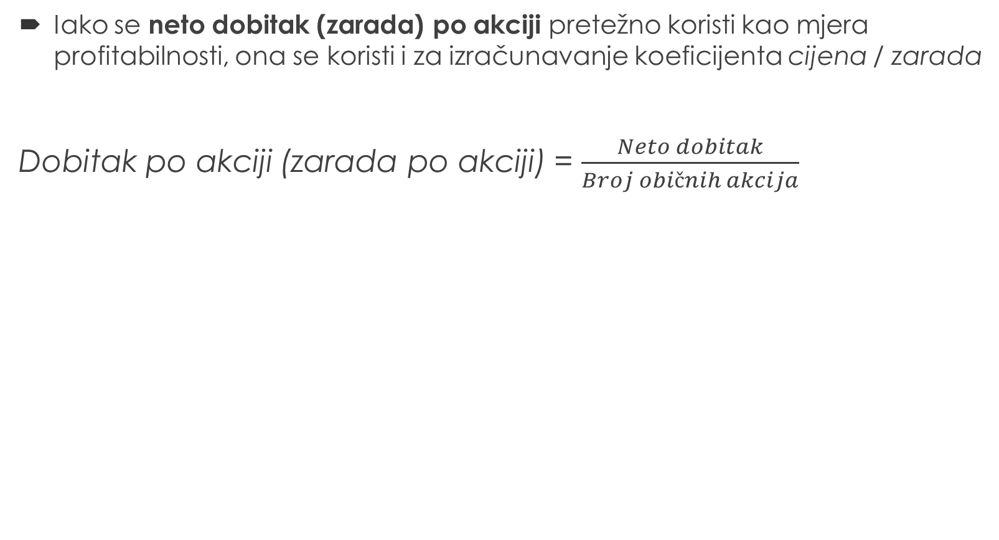 Iako se neto dobitak (zarada) po akciji pretežno koristi kao mjera
profitabilnosti, ona se koristi i za izračunavanje koeficijenta cijena / zarada
Dobitak po akciji (zarada po akciji) = Neto dobitak / Broj običnih akcija